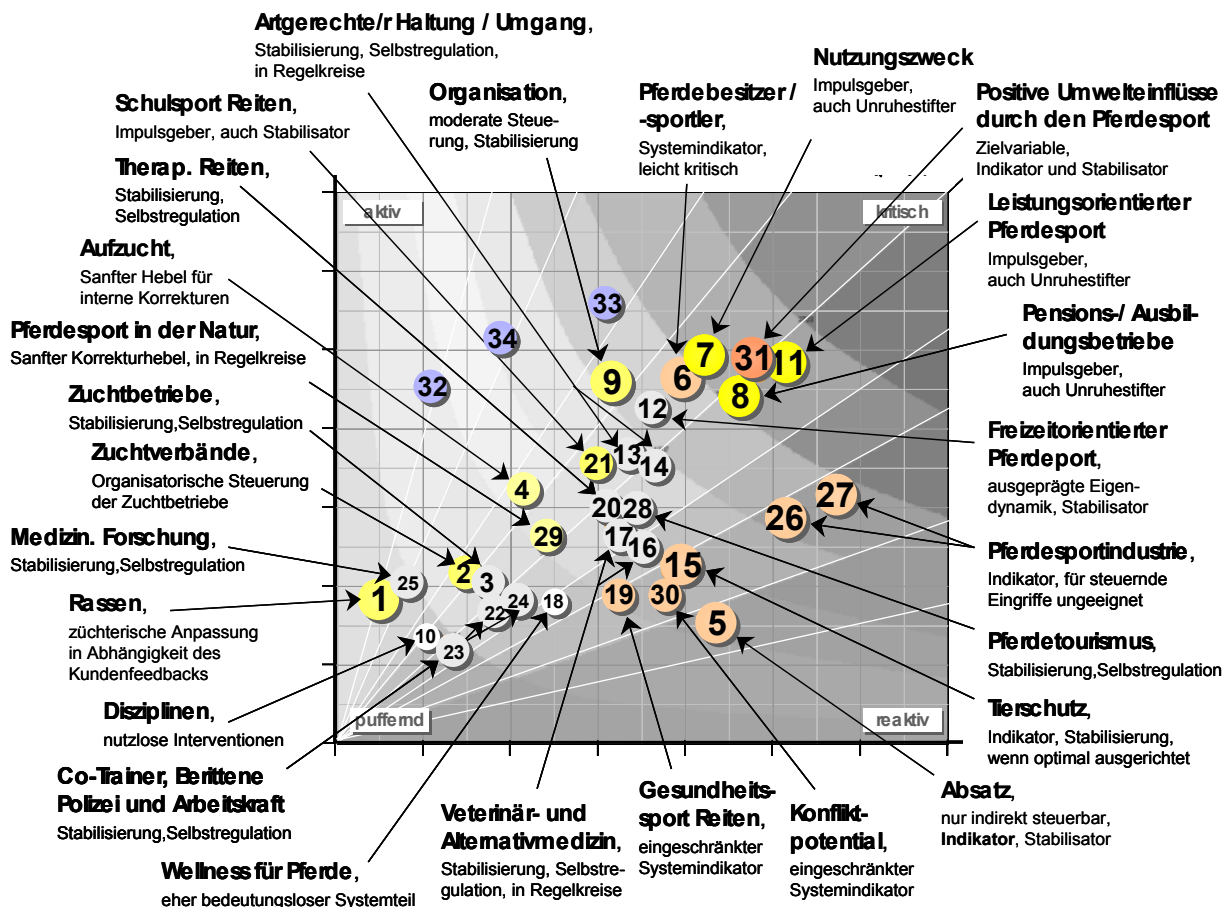 Artgerechte/r Haltung / Umgang,
Stabilisierung, Selbstregulation,
in Regelkreise
Schulsport Reiten,
Impulsgeber, auch Stabilisator
Therap. Reiten,
Stabilisierung,
Selbstregulation
Aufzucht,
Sanfter Hebel für
interne Korrekturen
Pferdesport in der Natur,
Sanfter Korrekturhebel, in Regelkreise
Zuchtbetriebe,
Stabilisierung,Selbstregulation
Zuchtverbände,
Organisatorische Steuerung
der Zuchtbetriebe
Medizin. Forschung,
Stabilisierung,Selbstregulation
Rassen,
züchterische Anpassung
in Abhängigkeit des
Kundenfeedbacks
Disziplinen,
nutzlose Interventionen
Co-Trainer, Berittene
Polizei und Arbeitskraft
Stabilisierung,Selbstregulation
Wellness für Pferde,
eher bedeutungsloser Systemteil
Organisation,
moderate Steue-
rung, Stabilisierung
Pferdebesitzer /
-sportler,
Systemindikator,
leicht kritisch
Nutzungszweck
Impulsgeber,
auch Unruhestifter
Positive Umwelteinflüsse
durch den Pferdesport
Zielvariable,
Indikator und Stabilisator
Leistungsorientierter
Pferdesport
Impulsgeber,
auch Unruhestifter
Pensions-/ Ausbil-
dungsbetriebe
Impulsgeber,
auch Unruhestifter
Freizeitorientierter
Pferdeport,
ausgeprägte Eigen-
dynamik, Stabilisator
Pferdesportindustrie,
Indikator, für steuernde
Eingriffe ungeeignet
Pferdetourismus,
Stabilisierung,Selbstregulation
Tierschutz,
Indikator, Stabilisierung,
wenn optimal ausgerichtet
Absatz,
nur indirekt steuerbar,
Indikator, Stabilisator
Konflikt-
potential,
eingeschränkter
Systemindikator
Gesundheits-
sport Reiten,
eingeschränkter
Systemindikator
Veterinär- und
Alternativmedizin,
Stabilisierung, Selbstre-
gulation, in Regelkreise
aktiv
kritisch
puffernd
reaktiv
33
34
32
9
6
7
31
11
8
12
21
13
14
4
20
28
29
17
16
27
26
15
2
3
25
1
24
18
22
19
30
5
10
23